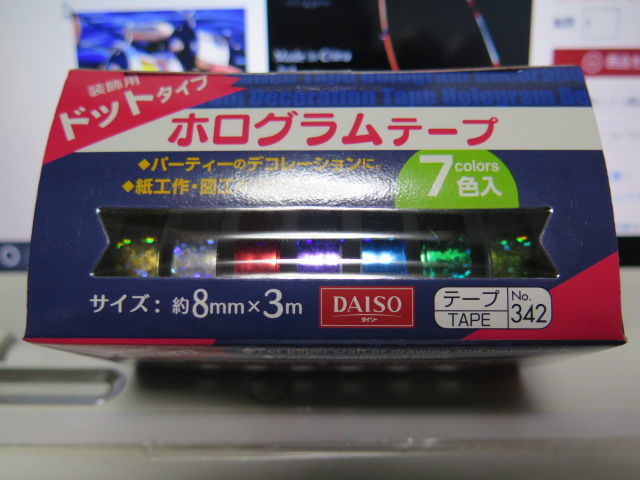 装飾用
ドットタイプ
Decoration Tape Hologram
ホログラムテープ
◆パーティーのデコレーションに。
◆紙工作・図工
7 colors
色入
サイズ：約8mm×3m
DAISO
ダイソー
テープ
TAPE
No.
342